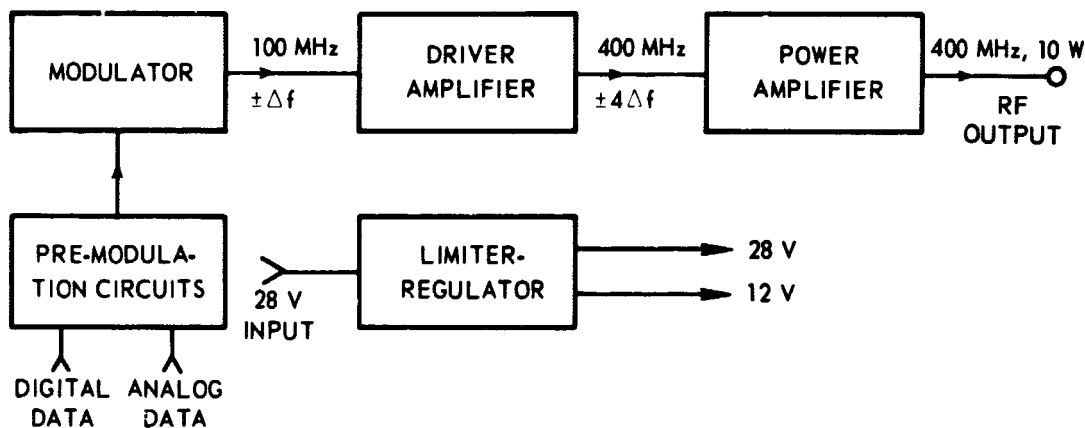 MODULATOR
100 MHz
±Δf
DRIVER
AMPLIFIER
400 MHz
±4Δf
POWER
AMPLIFIER
400 MHz, 10 W
RF
OUTPUT
PRE-MODULA-
TION CIRCUITS
28 V
INPUT
LIMITER-
REGULATOR
28 V
12 V
DIGITAL
DATA
ANALOG
DATA